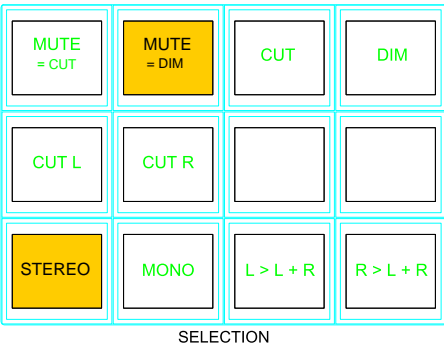 MUTE
= CUT
MUTE
= DIM
CUT
DIM
CUT L
CUT R
STEREO
MONO
L > L + R
R > L + R
SELECTION